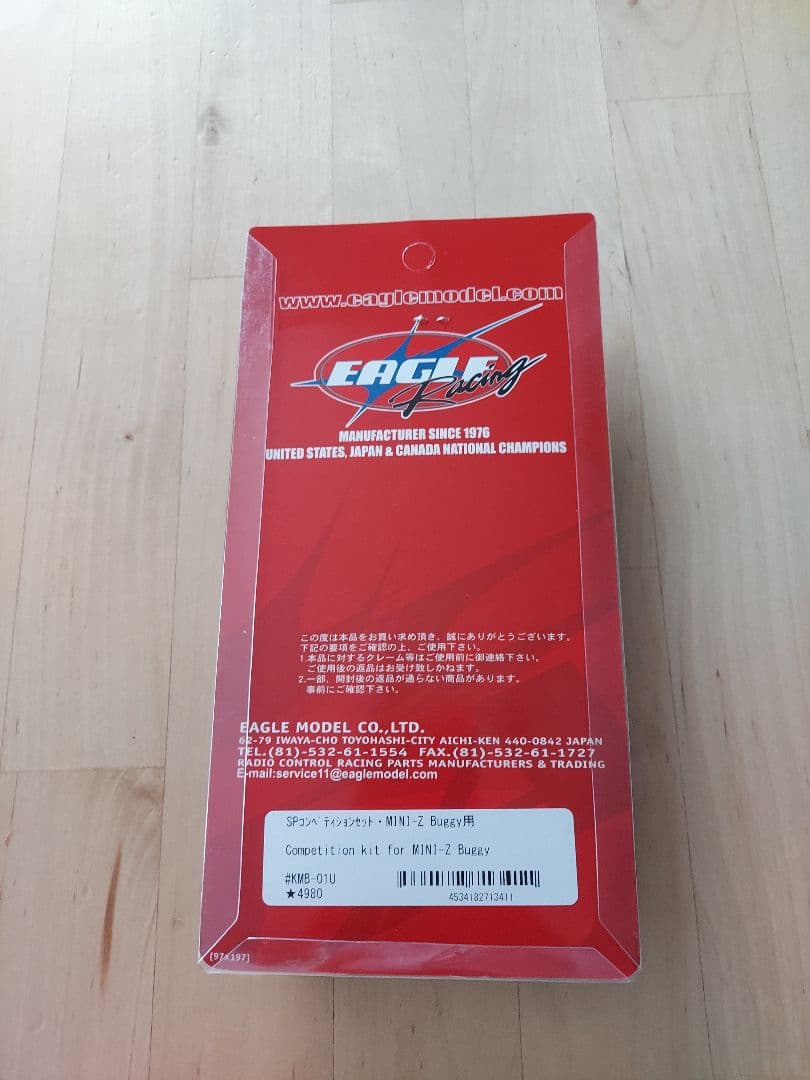 www.eaglemodel.com
EAGLE
Racing
MANUFACTURER SINCE 1976
UNITED STATES, JAPAN & CANADA NATIONAL CHAMPIONS
この度は本品をお買い求め頂き、誠にありがとうございます。
下記の要項をご確認の上、ご使用下さい。
1.本品に対するクレーム等はご使用前に御連絡下さい。
ご使用後の返品はお受け致しかねます。
2.一部、開封後の返品が通らない商品があります。
事前にご確認下さい。
EAGLE MODEL CO.,LTD.
62-79 IWAYA-CHO TOYOHASHI-CITY AICHI-KEN 440-0842 JAPAN
TEL.(81)-532-61-1554 FAX.(81)-532-61-1727
RADIO CONTROL RACING PARTS MANUFACTURERS & TRADING
E-mail:service11@eaglemodel.com
SPｺﾝﾍﾟﾃｨｼｮﾝｾｯﾄ・MINI-Z Buggy用
Competition kit for MINI-Z Buggy
#KMB-01U
★4980
4534182713411
[97x197]